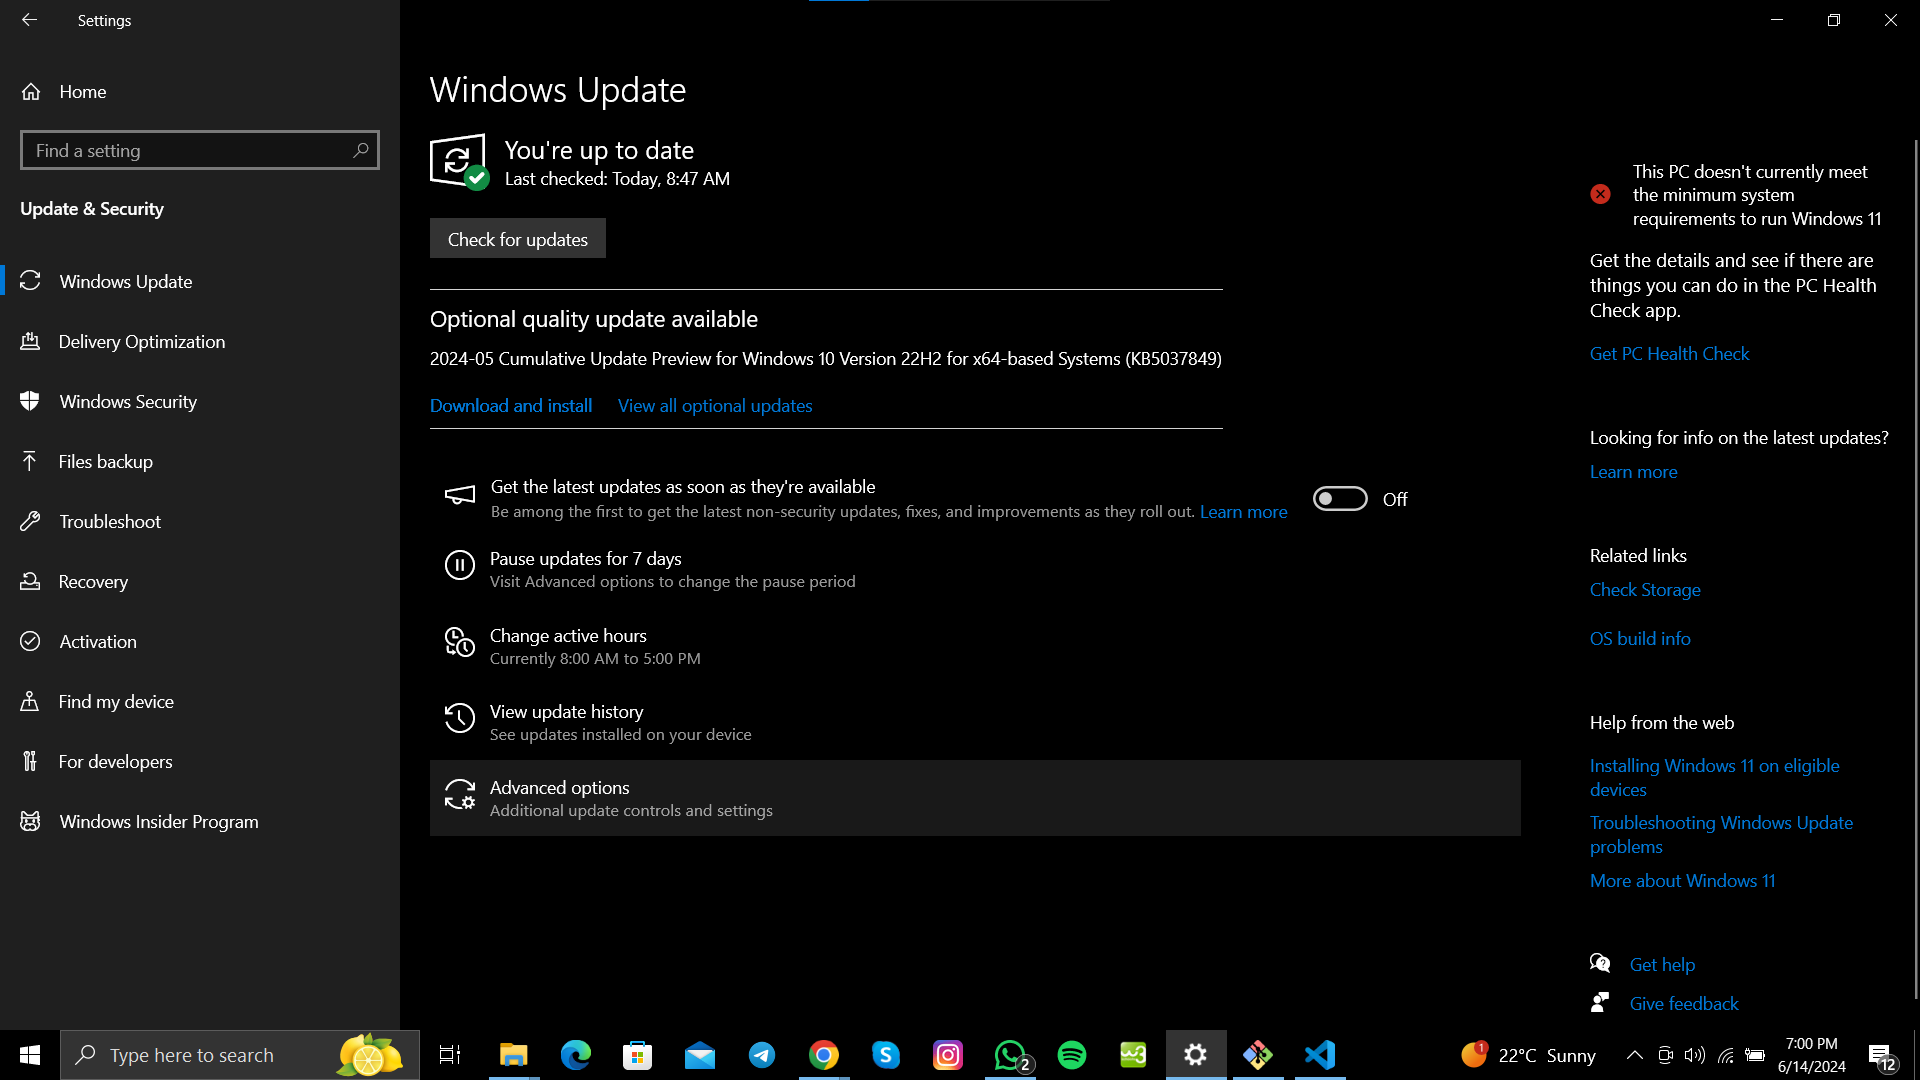 Settings
Home
Find a setting
Update & Security
Windows Update
Delivery Optimization
Windows Security
Files backup
Troubleshoot
Recovery
Activation
Find my device
For developers
Windows Insider Program
Windows Update
You're up to date
Last checked: Today, 8:47 AM
Check for updates
Optional quality update available
2024-05 Cumulative Update Preview for Windows 10 Version 22H2 for x64-based Systems (KB5037849)
Download and install View all optional updates
Get the latest updates as soon as they're available
Be among the first to get the latest non-security updates, fixes, and improvements as they roll out. Learn more
Off
Pause updates for 7 days
Visit Advanced options to change the pause period
Change active hours
Currently 8:00 AM to 5:00 PM
View update history
See updates installed on your device
Advanced options
Additional update controls and settings
This PC doesn't currently meet
the minimum system
requirements to run Windows 11
Get the details and see if there are
things you can do in the PC Health
Check app.
Get PC Health Check
Looking for info on the latest updates?
Learn more
Related links
Check Storage
OS build info
Help from the web
Installing Windows 11 on eligible
devices
Troubleshooting Windows Update
problems
More about Windows 11
Get help
Give feedback
Type here to search
S
2
w3
1
22°C Sunny
7:00 PM
6/14/2024
12